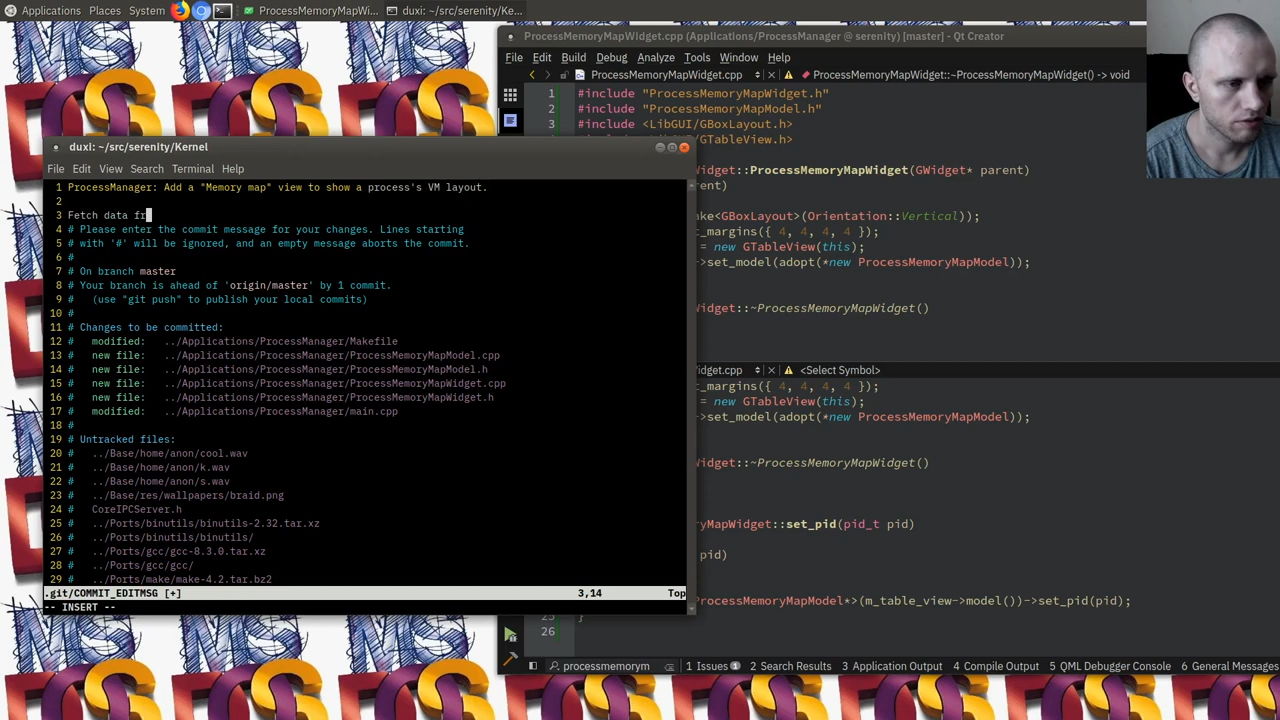 Applications Places System ProcessMemoryMapWi... duxi: ~/src/serenity/Ke...
ProcessMemoryMapWidget.cpp (Applications/ProcessManager @ serenity) [master] - Qt Creator
File Edit Build Debug Analyze Tools Window Help
ProcessMemoryMapWidget.cpp ProcessMemoryMapWidget::~ProcessMemoryMapWidget() -> void
1 #include "ProcessMemoryMapWidget.h"
2 #include "ProcessMemoryMapModel.h"
3 #include <LibGUI/GBoxLayout.h>
/GTableView.h>
Widget::ProcessMemoryMapWidget(GWidget* parent)
parent)
ake<GBoxLayout>(Orientation::Vertical));
t_margins({ 4, 4, 4, 4 });
= new GTableView(this);
->set_model(adopt(*new ProcessMemoryMapModel));
Widget::~ProcessMemoryMapWidget()
dget.cpp <Select Symbol>
et_margins({ 4, 4, 4, 4 });
= new GTableView(this);
->set_model(adopt(*new ProcessMemoryMapModel));
Widget::~ProcessMemoryMapWidget()
MapWidget::set_pid(pid_t pid)
pid)
ProcessMemoryMapModel*>(m_table_view->model())->set_pid(pid);
25 }
26
processmemorym 1 Issues 1 2 Search Results 3 Application Output 4 Compile Output 5 QML Debugger Console 6 General Messages
duxi: ~/src/serenity/Kernel
File Edit View Search Terminal Help
1 ProcessManager: Add a "Memory map" view to show a process's VM layout.
2
3 Fetch data fr
4 # Please enter the commit message for your changes. Lines starting
5 # with '#' will be ignored, and an empty message aborts the commit.
6 #
7 # On branch master
8 # Your branch is ahead of 'origin/master' by 1 commit.
9 #   (use "git push" to publish your local commits)
10 #
11 # Changes to be committed:
12 #   modified:   ../Applications/ProcessManager/Makefile
13 #   new file:   ../Applications/ProcessManager/ProcessMemoryMapModel.cpp
14 #   new file:   ../Applications/ProcessManager/ProcessMemoryMapModel.h
15 #   new file:   ../Applications/ProcessManager/ProcessMemoryMapWidget.cpp
16 #   new file:   ../Applications/ProcessManager/ProcessMemoryMapWidget.h
17 #   modified:   ../Applications/ProcessManager/main.cpp
18 #
19 # Untracked files:
20 #   ../Base/home/anon/cool.wav
21 #   ../Base/home/anon/k.wav
22 #   ../Base/home/anon/s.wav
23 #   ../Base/res/wallpapers/braid.png
24 #   CoreIPCServer.h
25 #   ../Ports/binutils/binutils-2.32.tar.xz
26 #   ../Ports/binutils/binutils/
27 #   ../Ports/gcc/gcc-8.3.0.tar.xz
28 #   ../Ports/gcc/gcc/
29 #   ../Ports/make/make-4.2.tar.bz2
.git/COMMIT_EDITMSG [+] 3,14 Top
-- INSERT --